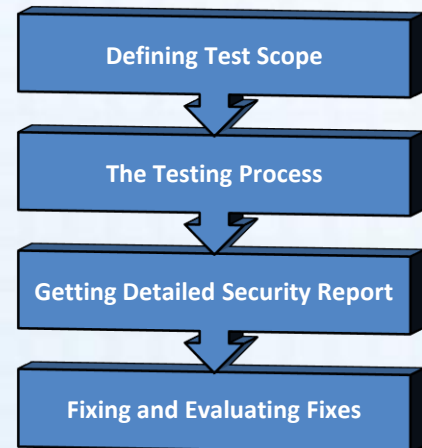 Defining Test Scope
The Testing Process
Getting Detailed Security Report
Fixing and Evaluating Fixes